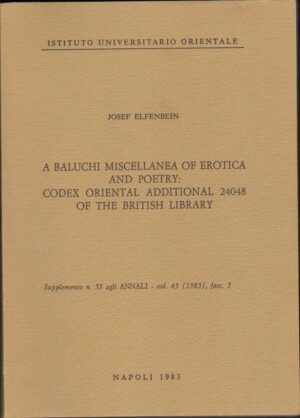 ISTITUTO UNIVERSITARIO ORIENTALE
JOSEF ELFENBEIN
A BALUCHI MISCELLANEA OF EROTICA
AND POETRY:
CODEX ORIENTAL ADDITIONAL 24048
OF THE BRITISH LIBRARY
Supplemento n. 35 agli ANNALI - vol. 43 (1983), fasc. 2
NAPOLI 1983